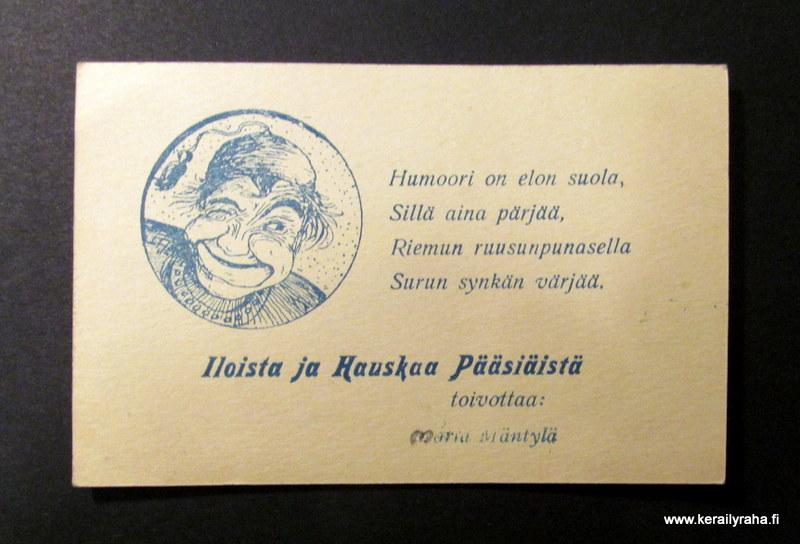 Humoori on elon suola,
Sillä aina pärjää,
Riemun ruusunpunasella
Surun synkän värjää.
Iloista ja Hauskaa Pääsiäistä
toivottaa:
Maria Mäntylä
www.kerailyraha.fi